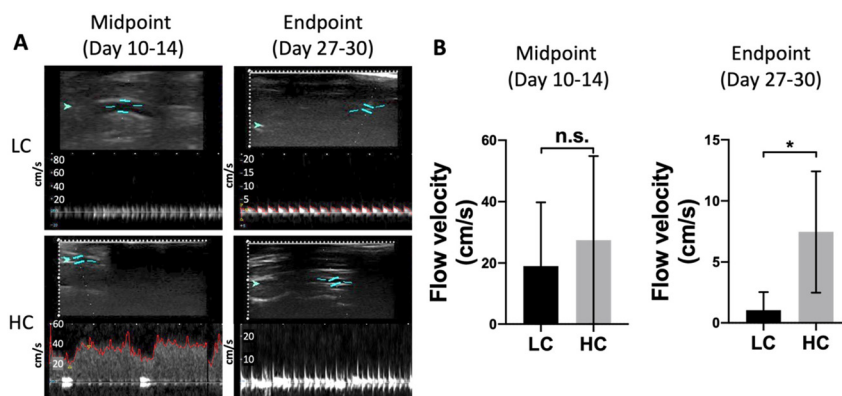 A
Midpoint
(Day 10-14)
Endpoint
(Day 27-30)
LC
cm/s
80
60
40
20
cm/s
20
15
10
5
HC
cm/s
60
40
20
cm/s
20
10
B
Midpoint
(Day 10-14)
Flow velocity
(cm/s)
60
40
20
0
n.s.
LC
HC
Endpoint
(Day 27-30)
Flow velocity
(cm/s)
15
10
5
0
*
LC
HC